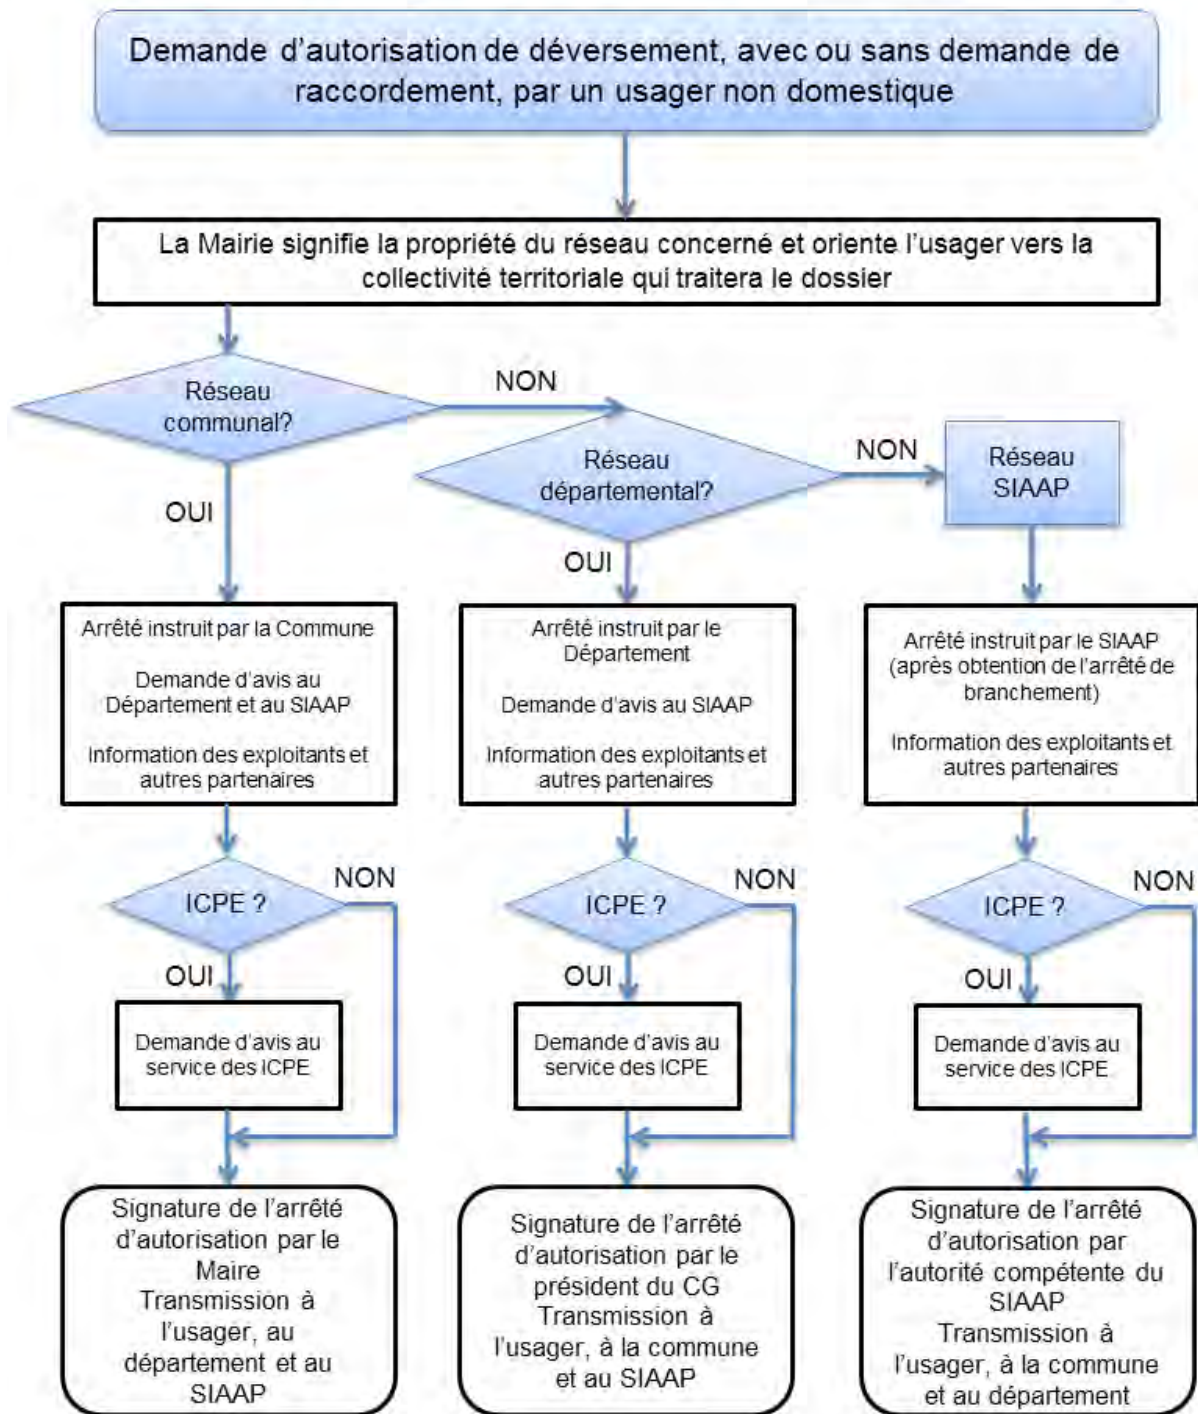 Demande d'autorisation de déversement, avec ou sans demande de
raccordement, par un usager non domestique
La Mairie signifie la propriété du réseau concerné et oriente l'usager vers la
collectivité territoriale qui traitera le dossier
Réseau
communal?
NON
Réseau
départemental?
NON
Réseau
SIAAP
OUI
OUI
Arrêté instruit par la Commune
Demande d'avis au
Département et au SIAAP
Information des exploitants et
autres partenaires
Arrêté instruit par le
Département
Demande d'avis au SIAAP
Information des exploitants et
autres partenaires
Arrêté instruit par le SIAAP
(après obtention de l'arrêté de
branchement)
Information des exploitants et
autres partenaires
ICPE ?
NON
ICPE ?
NON
ICPE ?
NON
OUI
OUI
OUI
Demande d'avis au
service des ICPE
Demande d'avis au
service des ICPE
Demande d'avis au
service des ICPE
Signature de l'arrêté
d'autorisation par le
Maire
Transmission à
l'usager, au
département et au
SIAAP
Signature de l'arrêté
d'autorisation par le
président du CG
Transmission à
l'usager, à la commune
et au SIAAP
Signature de l'arrêté
d'autorisation par
l'autorité compétente du
SIAAP
Transmission à
l'usager, à la commune
et au département